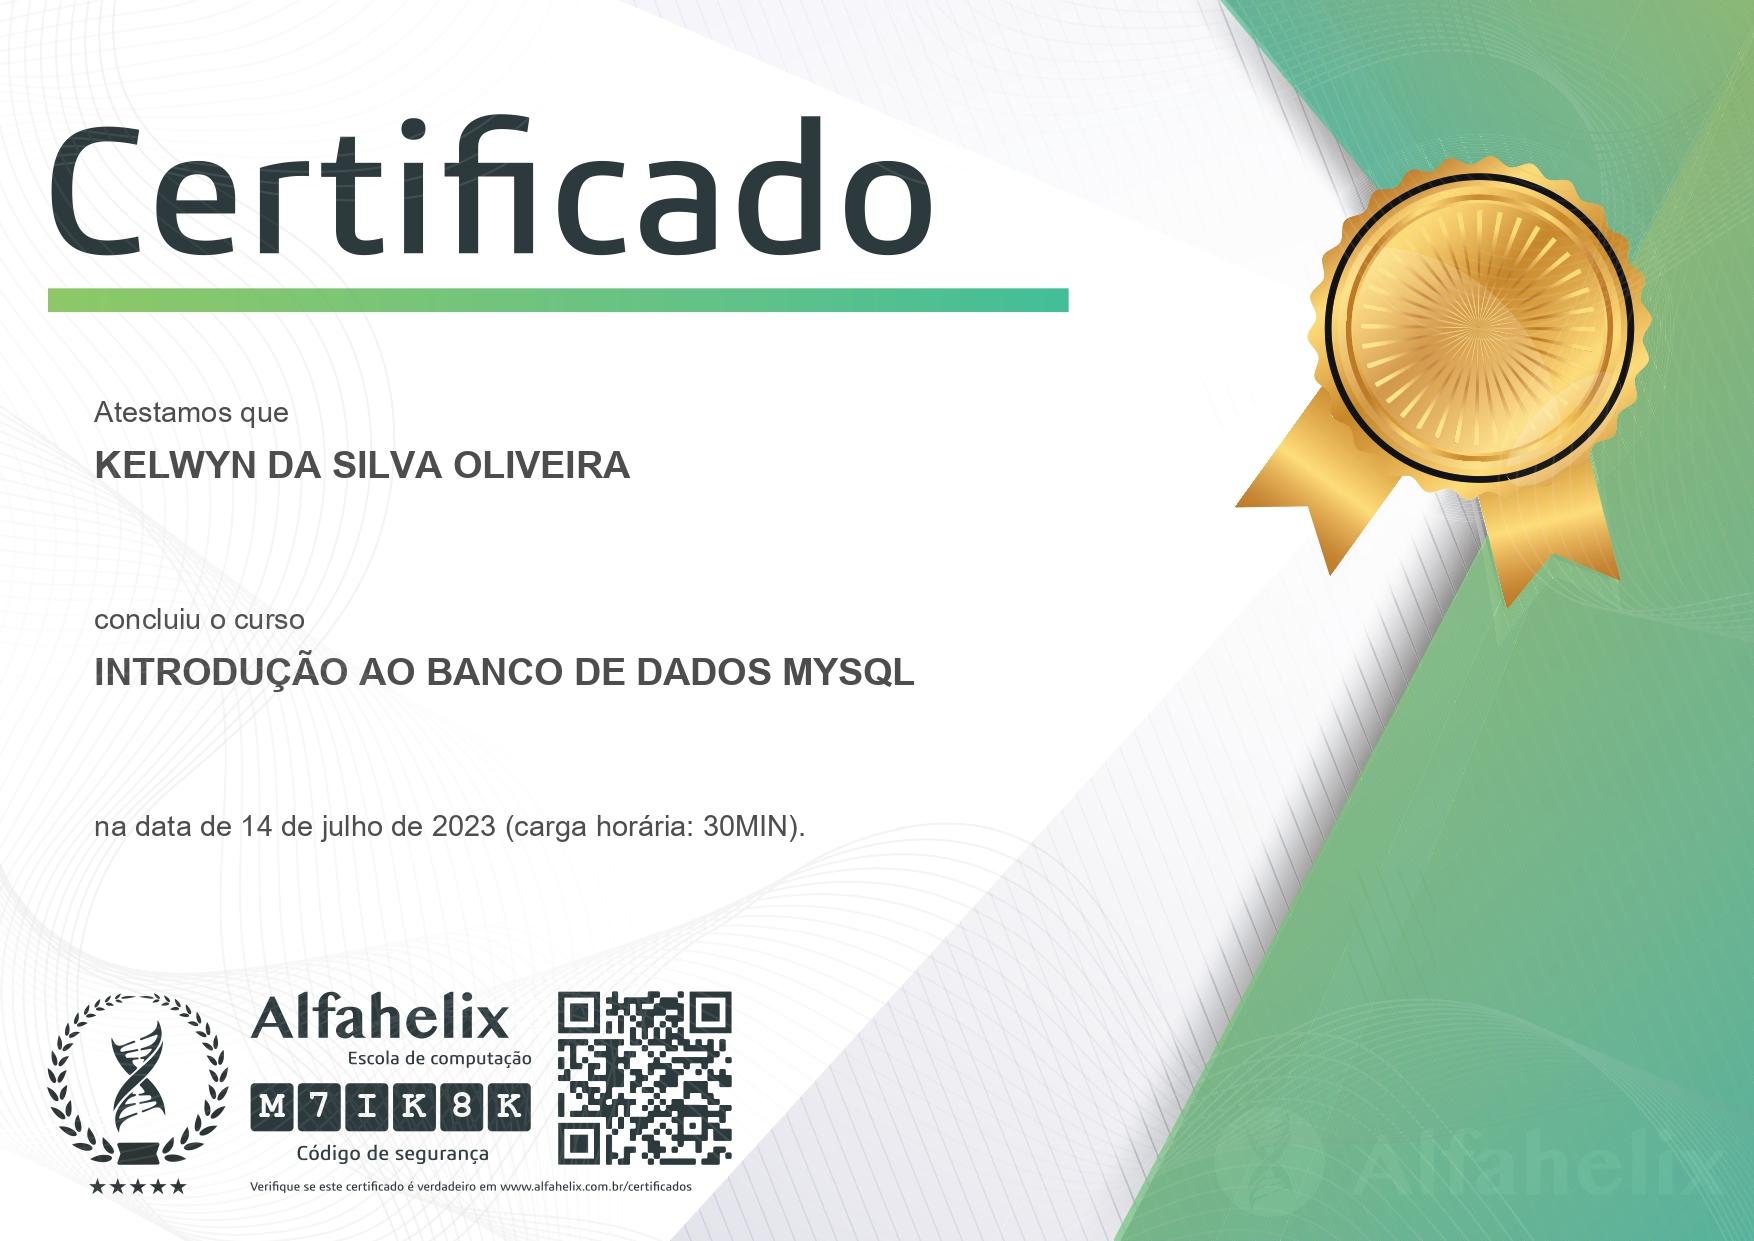 Certificado
Atestamos que
KELWYN DA SILVA OLIVEIRA
concluiu o curso
INTRODUÇÃO AO BANCO DE DADOS MYSQL
na data de 14 de julho de 2023 (carga horária: 30MIN).
Alfahelix
Escola de computação
M7IK8K
Código de segurança
Verifique se este certificado é verdadeiro em www.alfahelix.com.br/certificados
Alfahelix